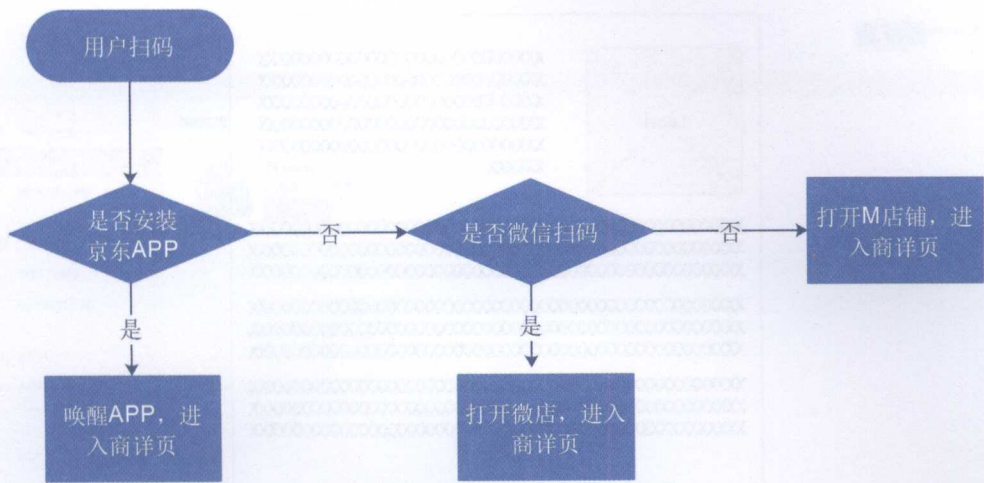 用户扫码
是否安装
京东APP
否
是否微信扫码
否
打开M店铺，进
入商详页
是
是
唤醒APP，进
入商详页
打开微店，进入
商详页